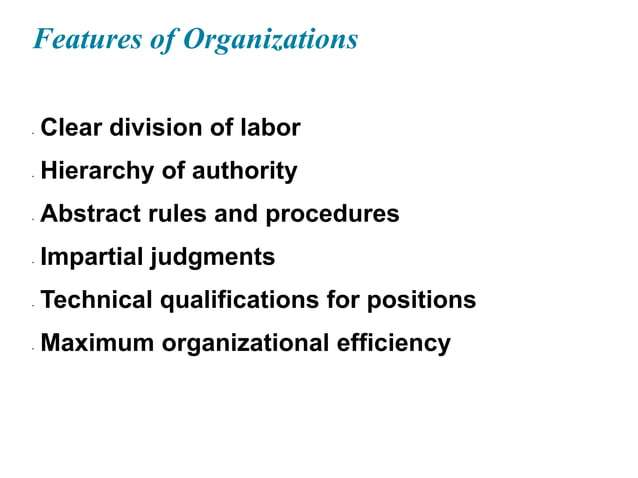 Features of Organizations
Clear division of labor
Hierarchy of authority
Abstract rules and procedures
Impartial judgments
Technical qualifications for positions
Maximum organizational efficiency